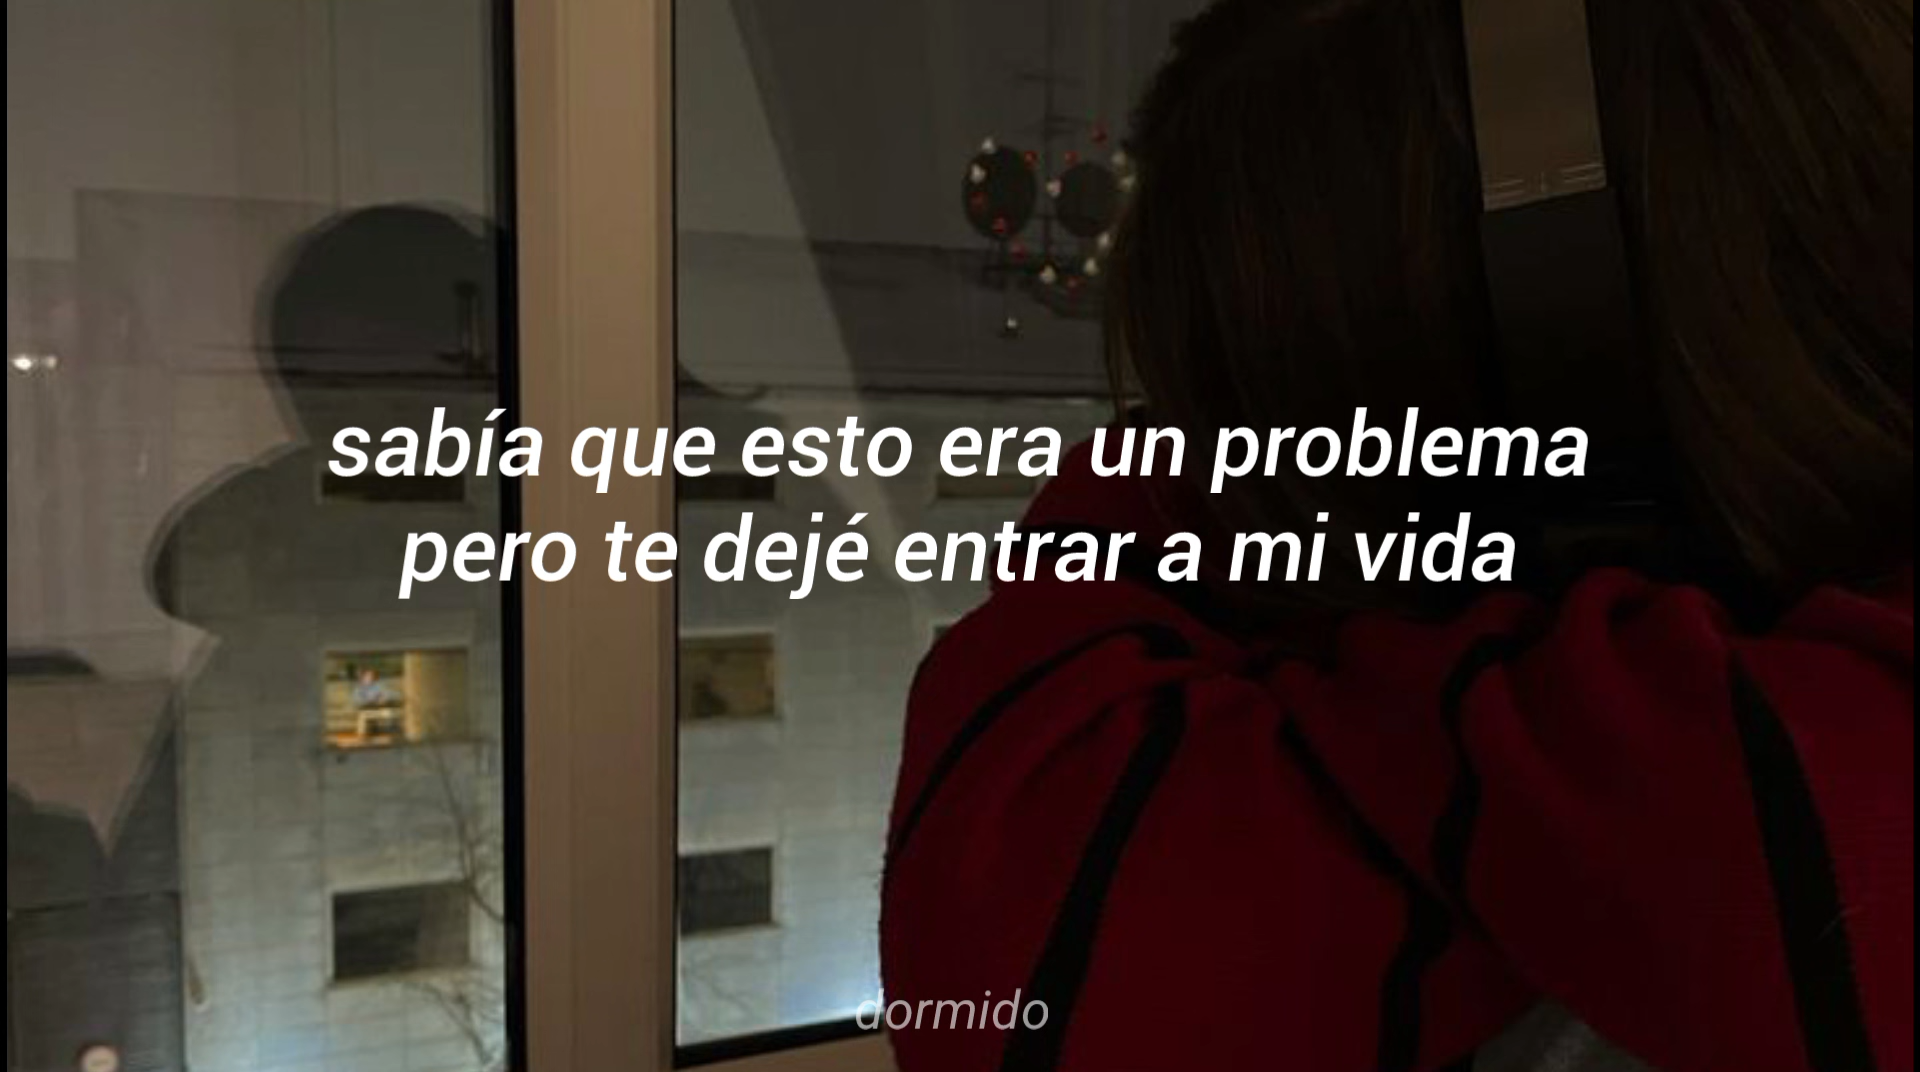 sabía que esto era un problema
pero te dejé entrar a mi vida
dormido